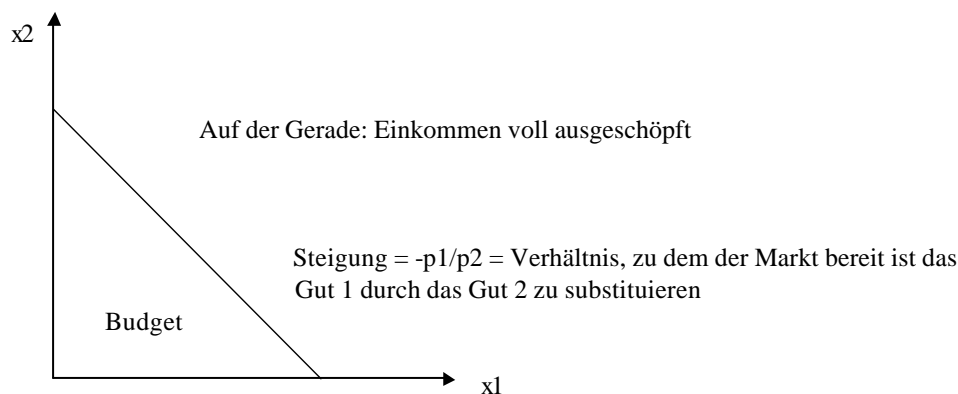 x2
Auf der Gerade: Einkommen voll ausgeschöpft
Steigung = -p1/p2 = Verhältnis, zu dem der Markt bereit ist das
Gut 1 durch das Gut 2 zu substituieren
Budget
x1